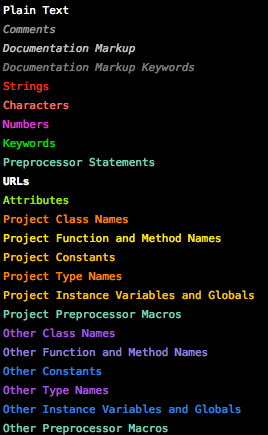 Plain Text
Comments
Documentation Markup
Documentation Markup Keywords
Strings
Characters
Numbers
Keywords
Preprocessor Statements
URLs
Attributes
Project Class Names
Project Function and Method Names
Project Constants
Project Type Names
Project Instance Variables and Globals
Project Preprocessor Macros
Other Class Names
Other Function and Method Names
Other Constants
Other Type Names
Other Instance Variables and Globals
Other Preprocessor Macros